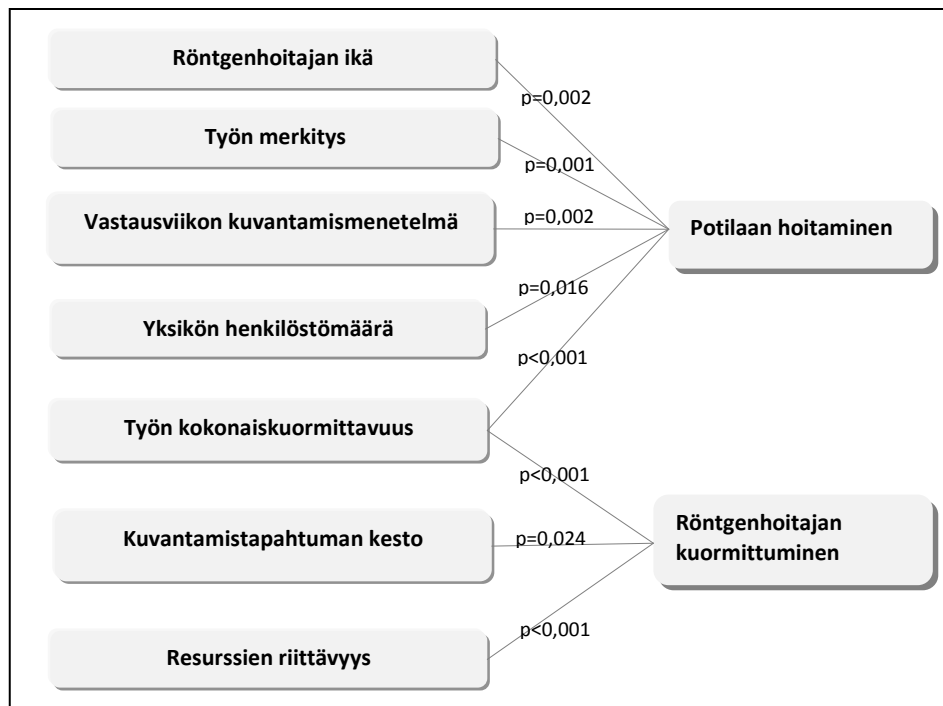 Röntgenhoitajan ikä
p=0,002
Työn merkitys
p=0,001
Vastausviikon kuvantamismenetelmä
p=0,002
Potilaan hoitaminen
p=0,016
Yksikön henkilöstömäärä
p<0,001
Työn kokonaiskuormittavuus
p<0,001
Kuvantamistapahtuman kesto
p=0,024
Röntgenhoitajan
kuormittuminen
p<0,001
Resurssien riittävyys